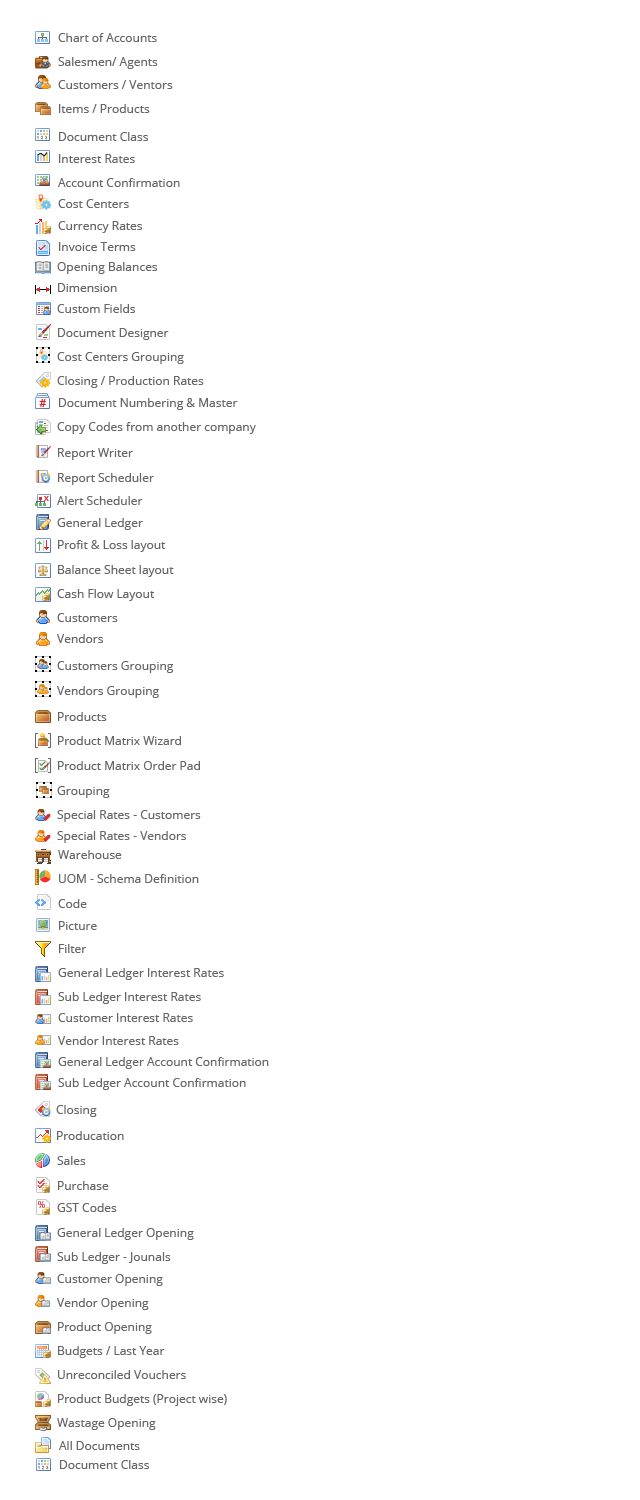 Chart of Accounts
Salesmen/ Agents
Customers / Ventors
Items / Products
Document Class
Interest Rates
Account Confirmation
Cost Centers
Currency Rates
Invoice Terms
Opening Balances
Dimension
Custom Fields
Document Designer
Cost Centers Grouping
Closing / Production Rates
Document Numbering & Master
Copy Codes from another company
Report Writer
Report Scheduler
Alert Scheduler
General Ledger
Profit & Loss layout
Balance Sheet layout
Cash Flow Layout
Customers
Vendors
Customers Grouping
Vendors Grouping
Products
Product Matrix Wizard
Product Matrix Order Pad
Grouping
Special Rates - Customers
Special Rates - Vendors
Warehouse
UOM - Schema Definition
Code
Picture
Filter
General Ledger Interest Rates
Sub Ledger Interest Rates
Customer Interest Rates
Vendor Interest Rates
General Ledger Account Confirmation
Sub Ledger Account Confirmation
Closing
Producation
Sales
Purchase
GST Codes
General Ledger Opening
Sub Ledger - Jounals
Customer Opening
Vendor Opening
Product Opening
Budgets / Last Year
Unreconciled Vouchers
Product Budgets (Project wise)
Wastage Opening
All Documents
Document Class